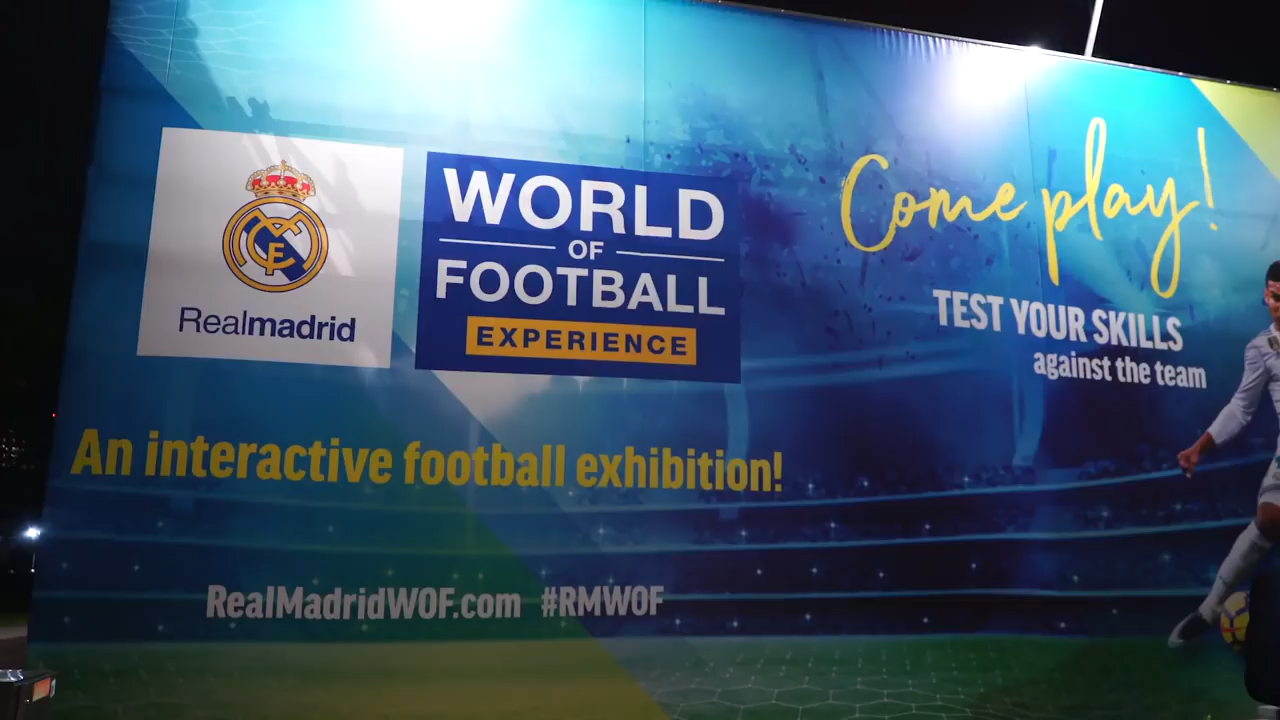 Realmadrid
WORLD
OF
FOOTBALL
EXPERIENCE
Come play!
TEST YOUR SKILLS
against the team
An interactive football exhibition!
RealMadridWOF.com #RMWOF